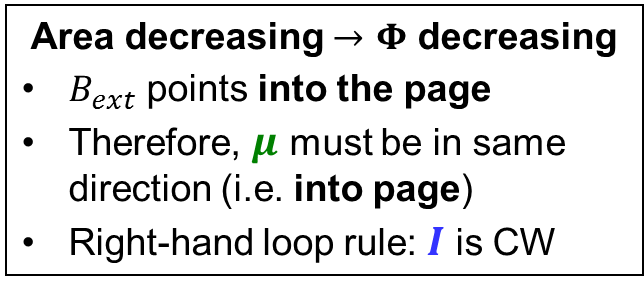 Area decreasing → Φ decreasing
• B_ext points into the page
• Therefore, μ must be in same
direction (i.e. into page)
• Right-hand loop rule: I is CW